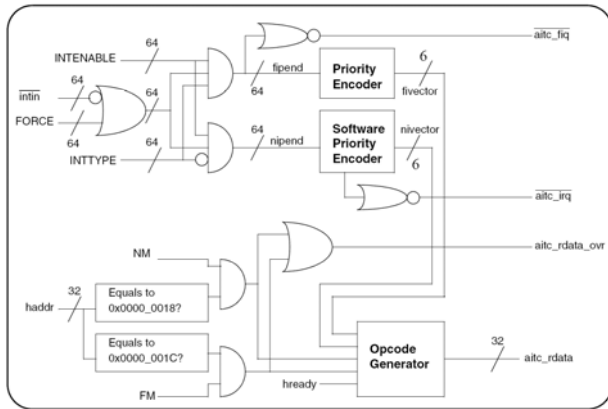 64
aitc_fiq
INTENABLE
64
fipend
64
Priority
Encoder
6
fivector
intin
64
64
FORCE
64
INTTYPE
64
64
nipend
Software
Priority
Encoder
nivector
6
aitc_irq
NM
aitc_rdata_ovr
haddr
32
Equals to
0x0000_0018?
Equals to
0x0000_001C?
FM
hready
Opcode
Generator
32
aitc_rdata